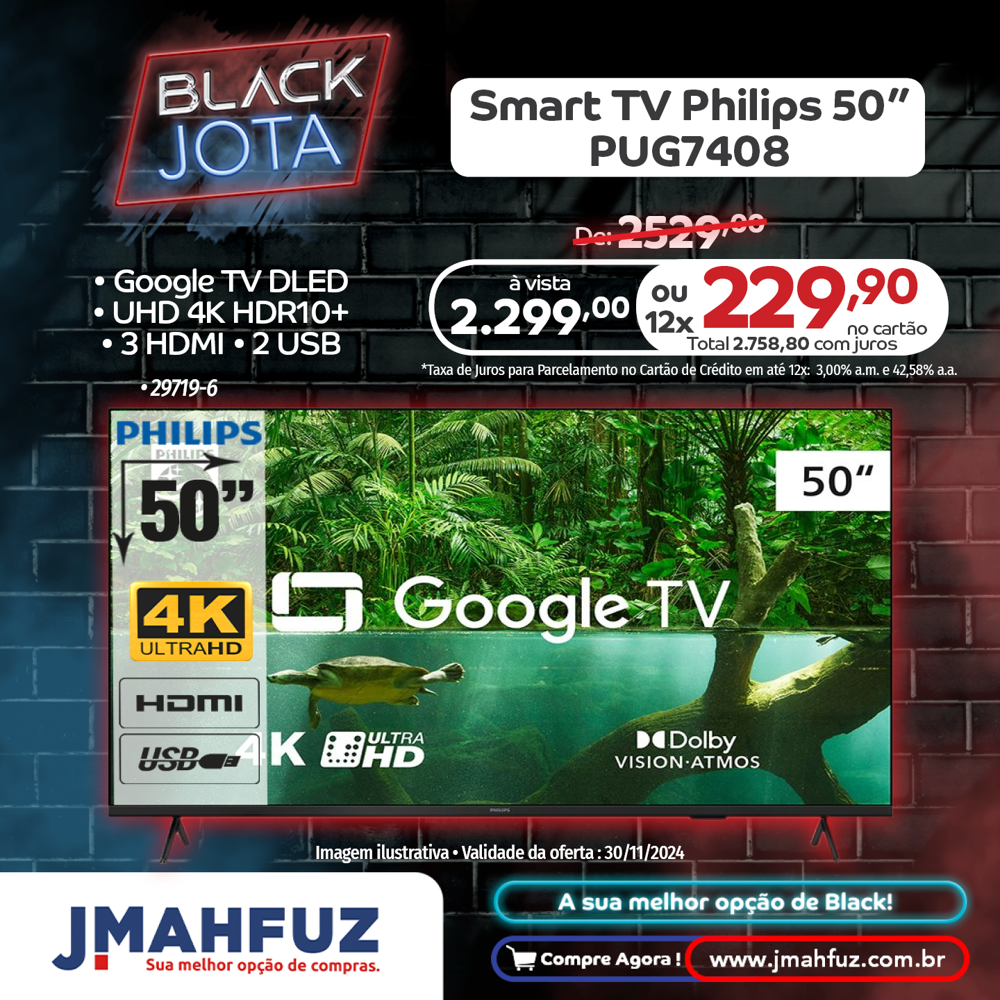 BLACK
JOTA
Smart TV Philips 50”
PUG7408
De: 2529,00
• Google TV DLED
• UHD 4K HDR10+
• 3 HDMI • 2 USB
• 29719-6
à vista
2.299,00
ou
12x
229,90
no cartão
Total 2.758,80 com juros
*Taxa de Juros para Parcelamento no Cartão de Crédito em até 12x: 3,00% a.m. e 42,58% a.a.
PHILIPS
PHILIPS
50”
50“
4K
ULTRAHD
Google TV
HDMI
USB
4K ULTRA
HD
Dolby
VISION·ATMOS
PHILIPS
Imagem ilustrativa • Validade da oferta : 30/11/2024
JMAHFUZ
Sua melhor opção de compras.
A sua melhor opção de Black!
Compre Agora !
www.jmahfuz.com.br